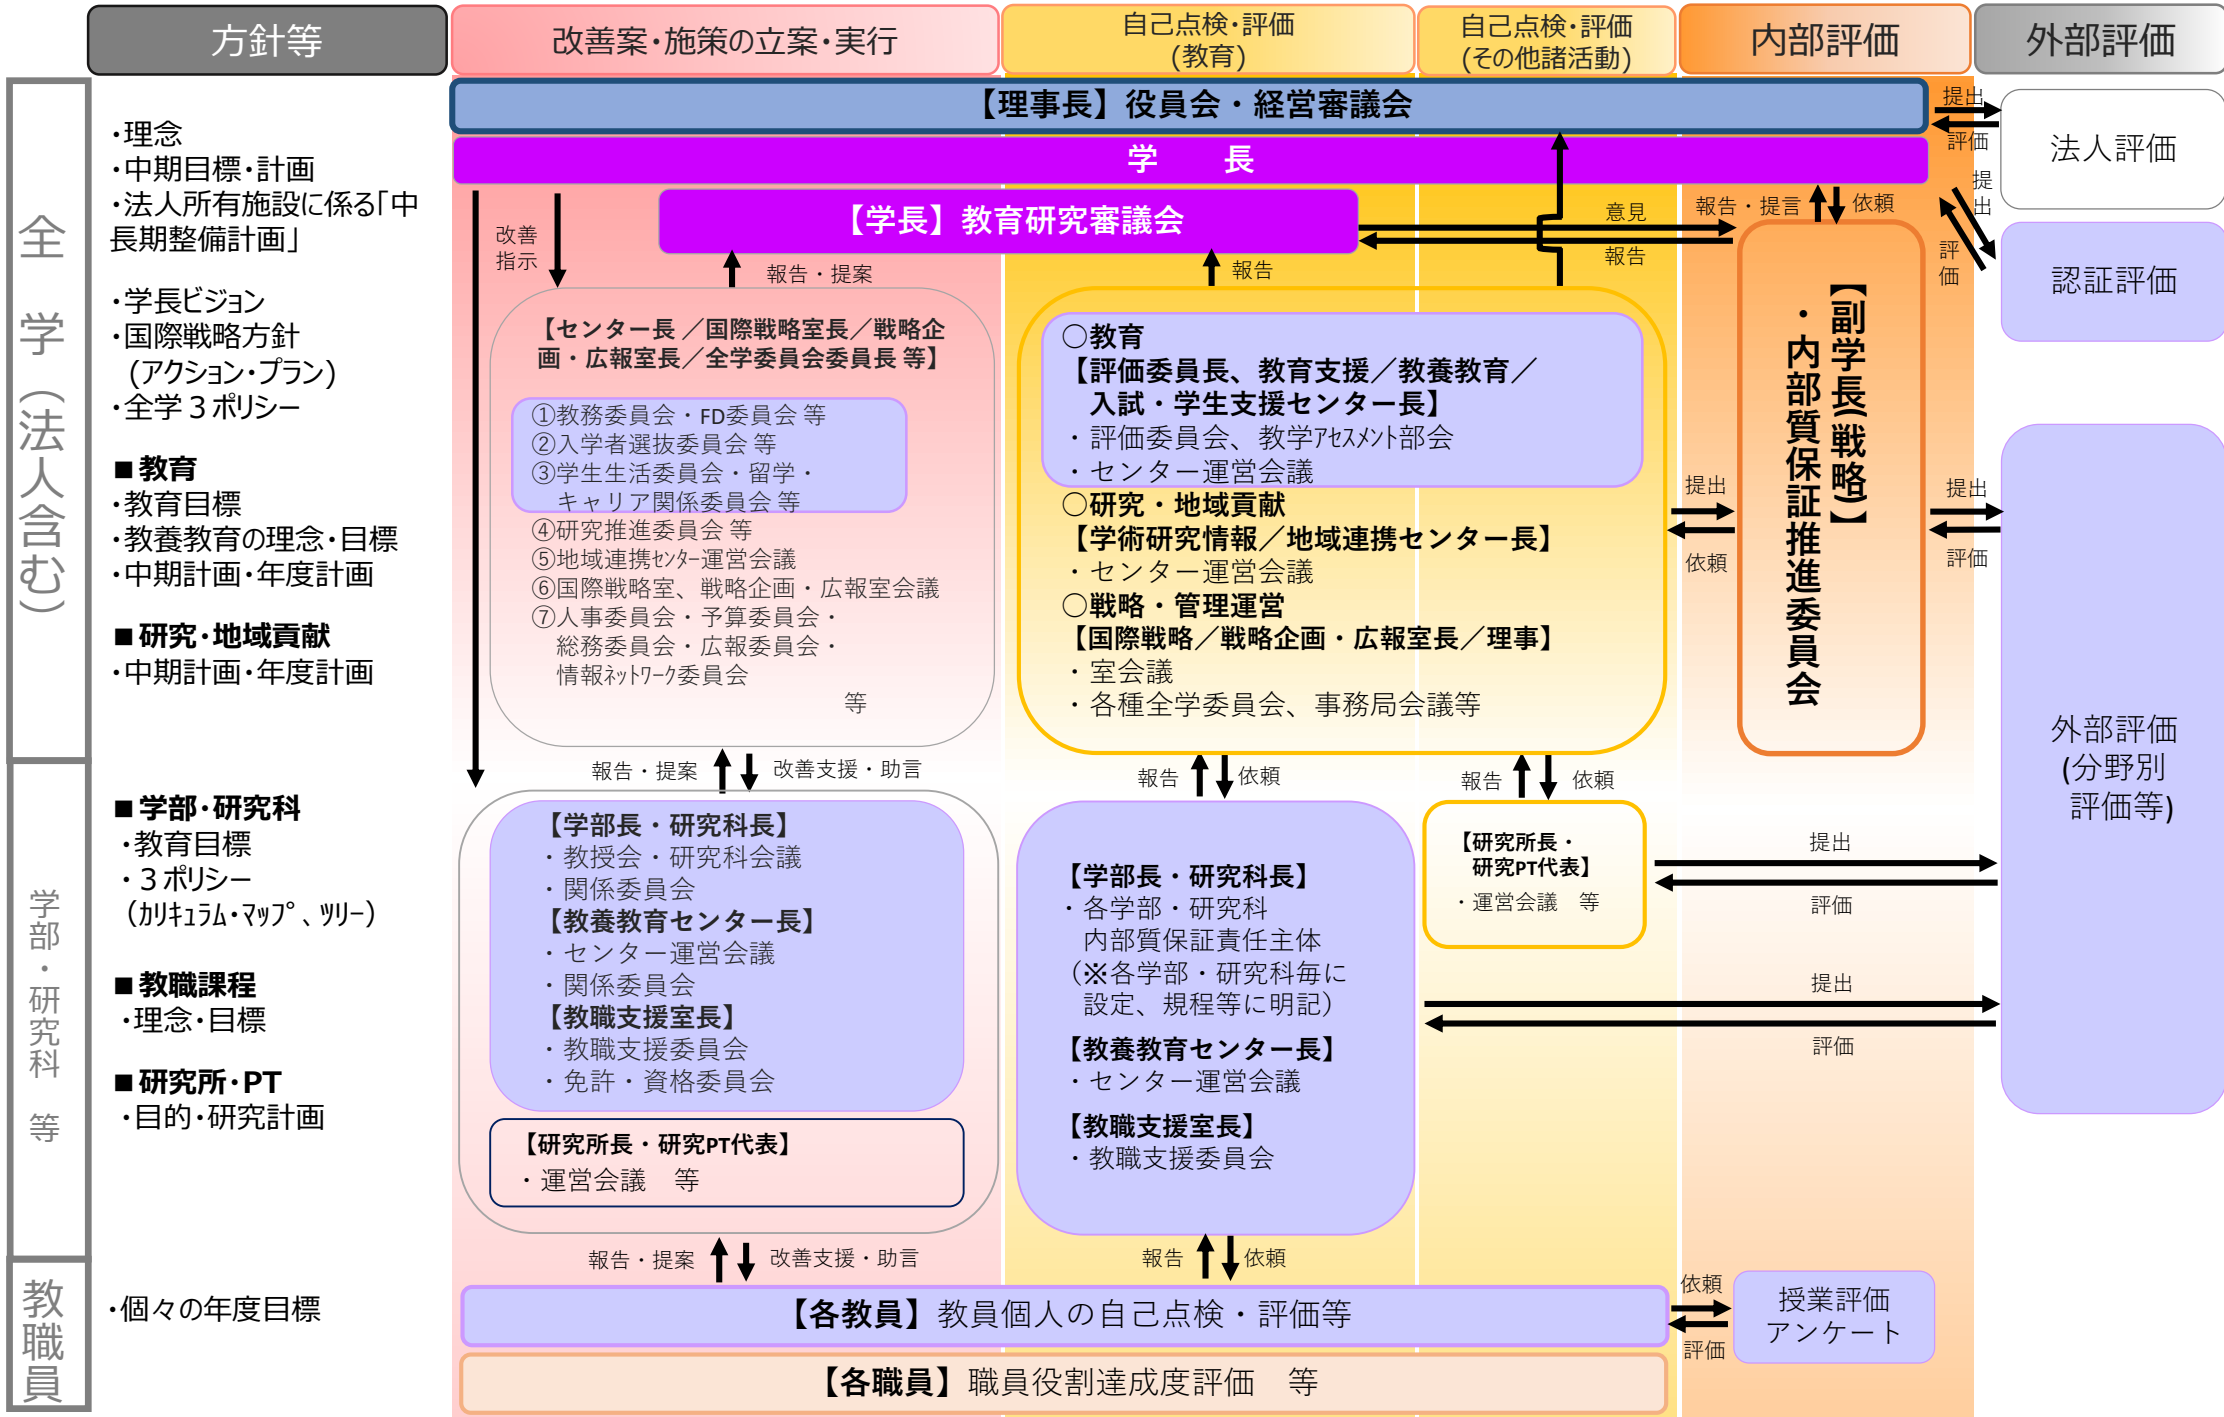 方針等
改善案・施策の立案・実行
自己点検・評価
(教育)
自己点検・評価
(その他諸活動)
内部評価
外部評価
全　学（法人含む）
・理念
・中期目標・計画
・法人所有施設に係る「中
長期整備計画」
・学長ビジョン
・国際戦略方針
(アクション・プラン)
・全学３ポリシー
■教育
・教育目標
・教養教育の理念・目標
・中期計画・年度計画
■研究・地域貢献
・中期計画・年度計画
【理事長】役員会・経営審議会
学　長
【学長】教育研究審議会
改善
指示
報告・提案
報告
意見
報告
報告・提言
依頼
提出
評価
法人評価
提出
評価
認証評価
【センター長／国際戦略室長／戦略企
画・広報室長／全学委員会委員長 等】
①教務委員会・FD委員会 等
②入学者選抜委員会 等
③学生生活委員会・留学・
キャリア関係委員会 等
④研究推進委員会 等
⑤地域連携ｾﾝﾀｰ運営会議
⑥国際戦略室、戦略企画・広報室会議
⑦人事委員会・予算委員会・
総務委員会・広報委員会・
情報ﾈｯﾄﾜｰｸ委員会
等
○教育
【評価委員長、教育支援／教養教育／
入試・学生支援センター長】
・評価委員会、教学ｱｾｽﾒﾝﾄ部会
・センター運営会議
○研究・地域貢献
【学術研究情報／地域連携センター長】
・センター運営会議
○戦略・管理運営
【国際戦略／戦略企画・広報室長／理事】
・室会議
・各種全学委員会、事務局会議等
提出
依頼
【副学長(戦略)】
・内部質保証推進委員会
提出
評価
外部評価
(分野別
評価等)
報告・提案
改善支援・助言
報告
依頼
報告
依頼
学部・研究科　等
■学部・研究科
・教育目標
・３ポリシー
（ｶﾘｷｭﾗﾑ・ﾏｯﾌﾟ、ﾂﾘｰ）
■教職課程
・理念・目標
■研究所・PT
・目的・研究計画
【学部長・研究科長】
・教授会・研究科会議
・関係委員会
【教養教育センター長】
・センター運営会議
・関係委員会
【教職支援室長】
・教職支援委員会
・免許・資格委員会
【研究所長・研究PT代表】
・運営会議　等
【学部長・研究科長】
・各学部・研究科
内部質保証責任主体
（※各学部・研究科毎に
設定、規程等に明記）
【教養教育センター長】
・センター運営会議
【教職支援室長】
・教職支援委員会
【研究所長・
研究PT代表】
・運営会議　等
提出
評価
提出
評価
報告・提案
改善支援・助言
報告
依頼
教職員
・個々の年度目標
【各教員】教員個人の自己点検・評価等
【各職員】職員役割達成度評価　等
依頼
評価
授業評価
アンケート